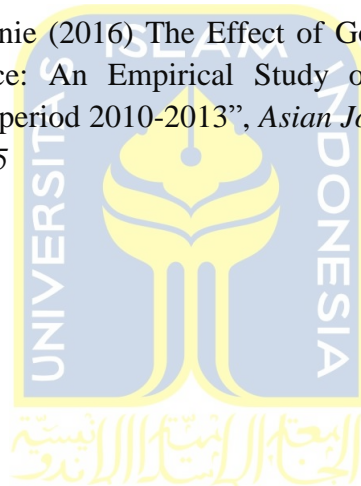 nie (2016) The Effect of Go
ce: An Empirical Study o
period 2010-2013”, Asian Jo
5
ISLAM
UNIVERSITAS
INDONESIA